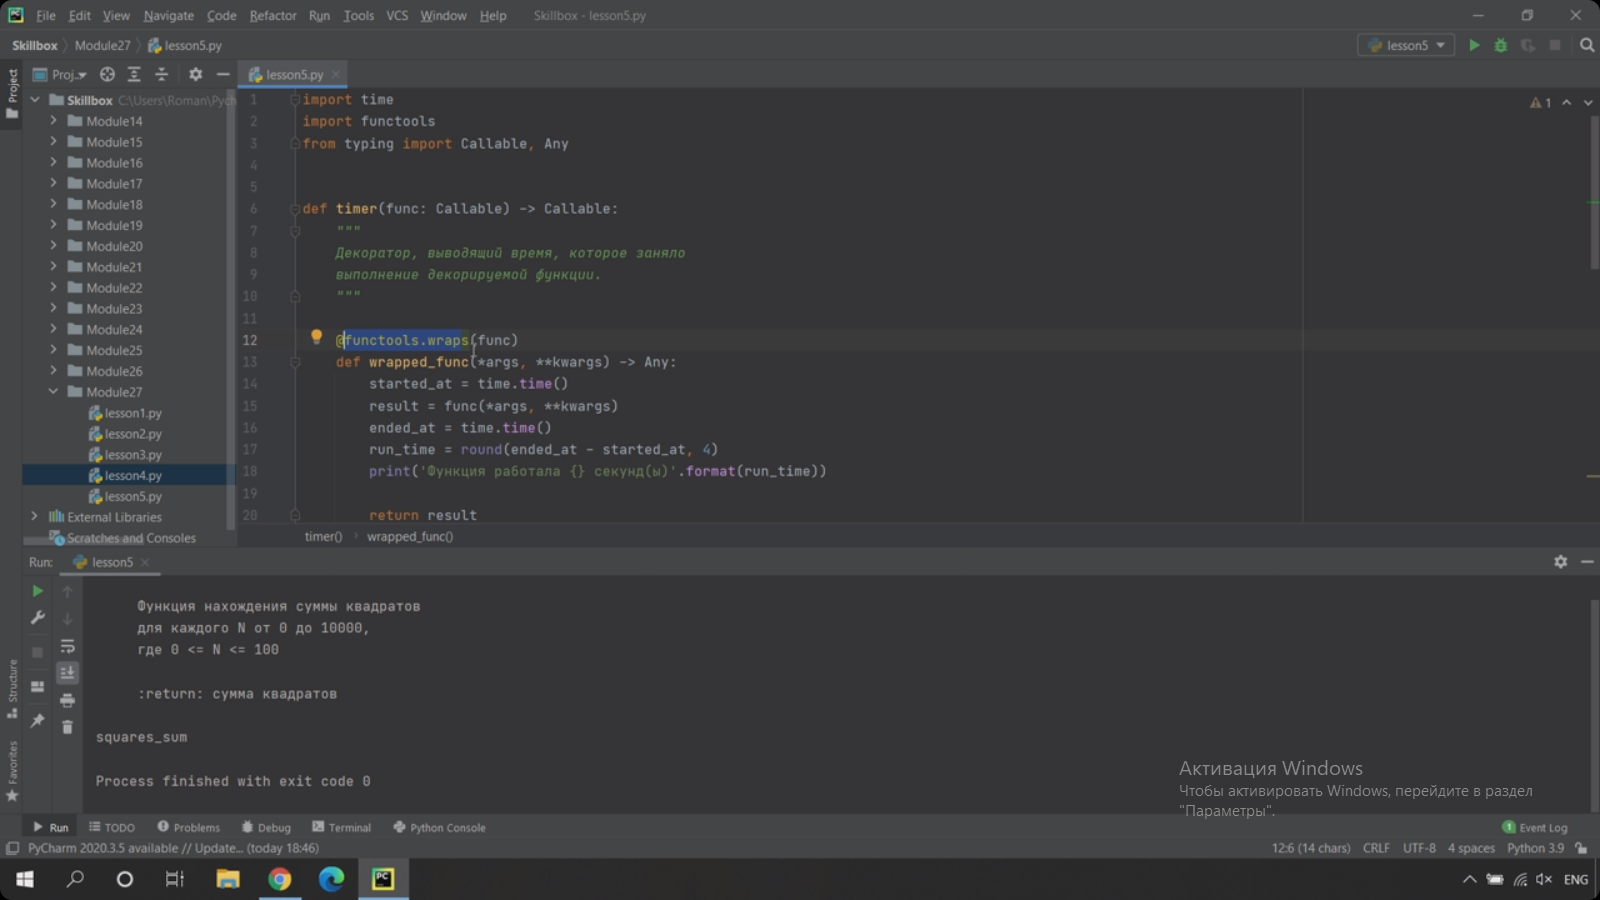 File Edit View Navigate Code Refactor Run Tools VCS Window Help Skillbox - lesson5.py
Skillbox Module27 lesson5.py
lesson5
Project
Proj...
lesson5.py
Skillbox C:\Users\Roman\Pych
Module14
Module15
Module16
Module17
Module18
Module19
Module20
Module21
Module22
Module23
Module24
Module25
Module26
Module27
lesson1.py
lesson2.py
lesson3.py
lesson4.py
lesson5.py
External Libraries
Scratches and Consoles
1 import time
2 import functools
3 from typing import Callable, Any
4
5
6 def timer(func: Callable) -> Callable:
7 """
8 Декоратор, выводящий время, которое заняло
9 выполнение декорируемой функции.
10 """
11
12 @functools.wraps(func)
13 def wrapped_func(*args, **kwargs) -> Any:
14 started_at = time.time()
15 result = func(*args, **kwargs)
16 ended_at = time.time()
17 run_time = round(ended_at - started_at, 4)
18 print('Функция работала {} секунд(ы)'.format(run_time))
19
20 return result
1
timer() wrapped_func()
Run: lesson5
Функция нахождения суммы квадратов
для каждого N от 0 до 10000,
где 0 <= N <= 100
:return: сумма квадратов
squares_sum
Process finished with exit code 0
Structure
Favorites
Активация Windows
Чтобы активировать Windows, перейдите в раздел
"Параметры".
Run TODO Problems Debug Terminal Python Console
1 Event Log
PyCharm 2020.3.5 available // Update... (today 18:46)
12:6 (14 chars) CRLF UTF-8 4 spaces Python 3.9
ENG